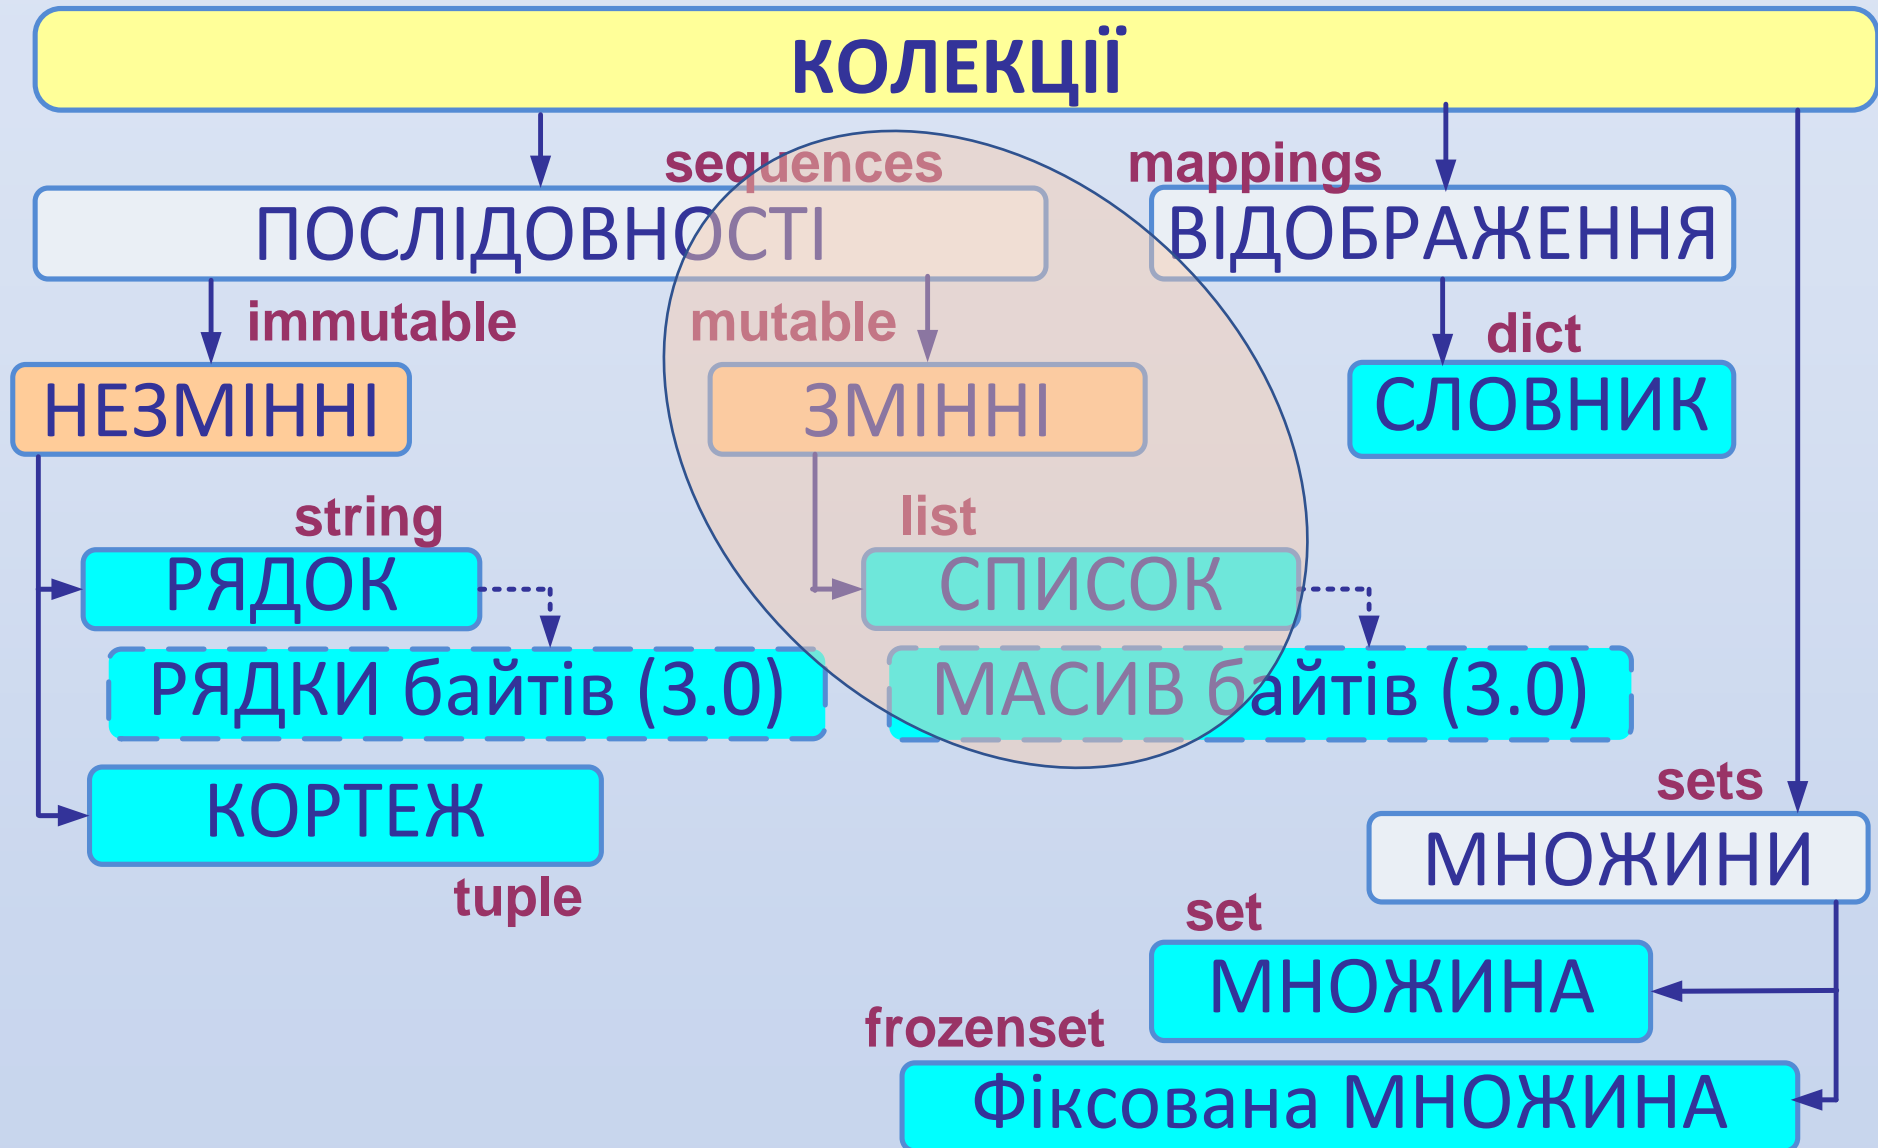 КОЛЕКЦІЇ
sequences
mappings
ПОСЛІДОВНОСТІ
ВІДОБРАЖЕННЯ
immutable
mutable
dict
НЕЗМІННІ
ЗМІННІ
СЛОВНИК
string
list
РЯДОК
СПИСОК
РЯДКИ байтів (3.0)
МАСИВ байтів (3.0)
sets
КОРТЕЖ
МНОЖИНИ
tuple
set
МНОЖИНА
frozenset
Фіксована МНОЖИНА